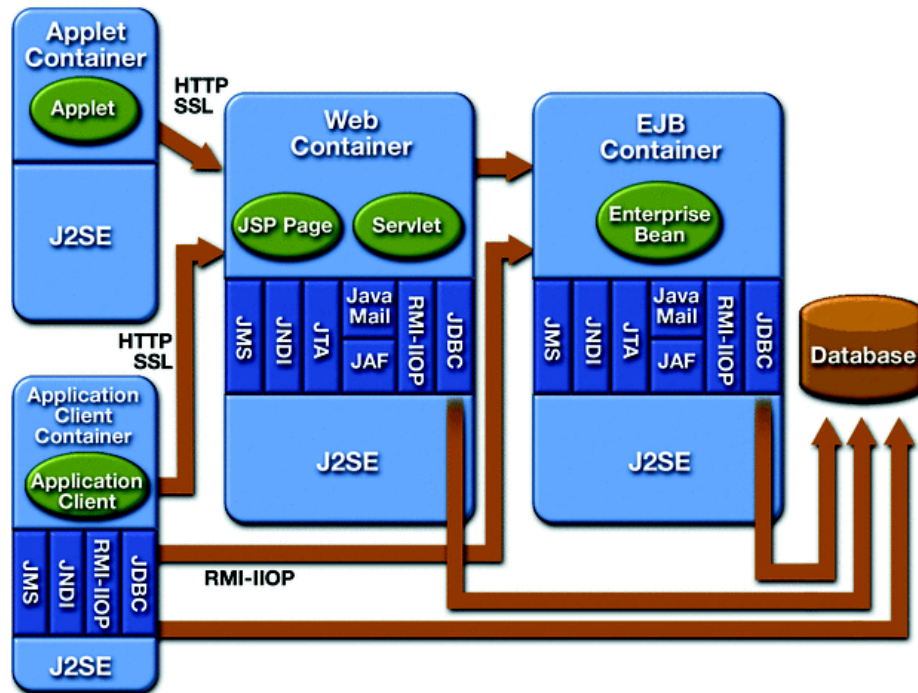 Applet
Container
Applet
J2SE
HTTP
SSL
Web
Container
JSP Page
Servlet
JMS
JNDI
JTA
Java
Mail
JAF
RMI-IIOP
JDBC
J2SE
EJB
Container
Enterprise
Bean
JMS
JNDI
JTA
Java
Mail
JAF
RMI-IIOP
JDBC
J2SE
Database
HTTP
SSL
Application
Client
Container
Application
Client
JMS
JNDI
RMI-IIOP
JDBC
J2SE
RMI-IIOP